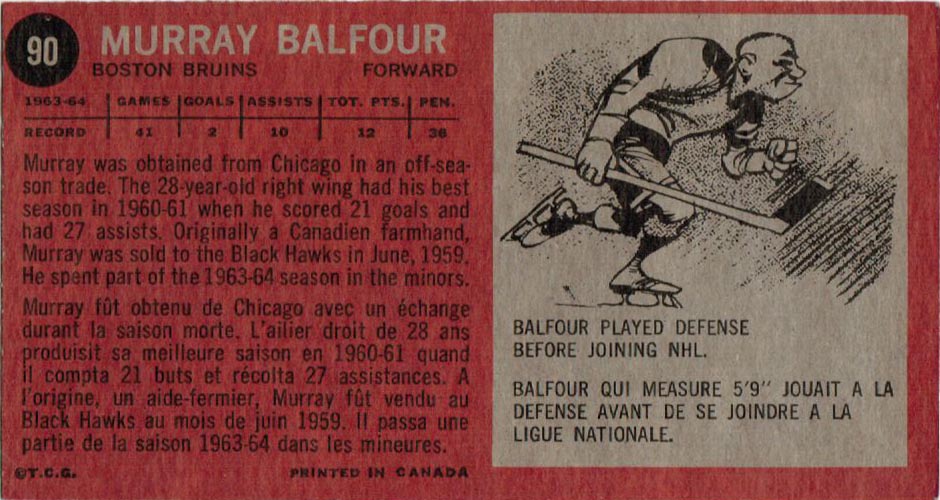 90
MURRAY BALFOUR
BOSTON BRUINS FORWARD
1963-64 GAMES GOALS ASSISTS TOT. PTS. PEN.
RECORD 41 2 10 12 36
Murray was obtained from Chicago in an off-sea-
son trade. The 28-year-old right wing had his best
season in 1960-61 when he scored 21 goals and
had 27 assists. Originally a Canadien farmhand,
Murray was sold to the Black Hawks in June, 1959.
He spent part of the 1963-64 season in the minors.
Murray fût obtenu de Chicago avec un échange
durant la saison morte. L'ailier droit de 28 ans
produisit sa meilleure saison en 1960-61 quand
il compta 21 buts et récolta 27 assistances. A
l'origine, un aide-fermier, Murray fût vendu au
Black Hawks au mois de juin 1959. Il passa une
partie de la saison 1963-64 dans les mineures.
©T.C.G. PRINTED IN CANADA
BALFOUR PLAYED DEFENSE
BEFORE JOINING NHL.
BALFOUR QUI MEASURE 5'9" JOUAIT A LA
DEFENSE AVANT DE SE JOINDRE A LA
LIGUE NATIONALE.